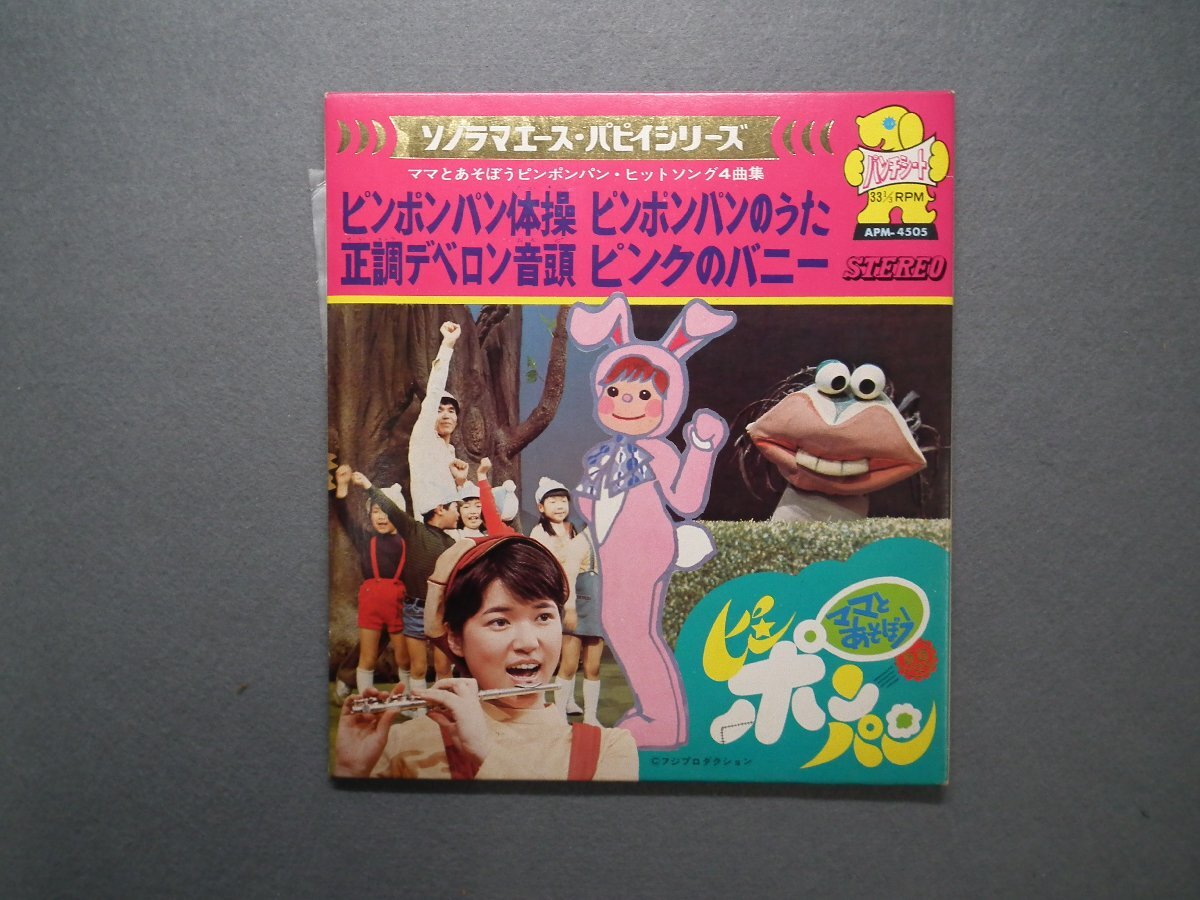 ソノラマエース・パピイシリーズ
ママとあそぼうピンポンパン・ヒットソング4曲集
ピンポンパン体操 ピンポンパンのうた
正調デベロン音頭 ピンクのバニー
パンチシート
33 1/3 RPM
APM-4505
STEREO
ママと
あそぼう
ピン
ポン
パン
©フジプロダクション